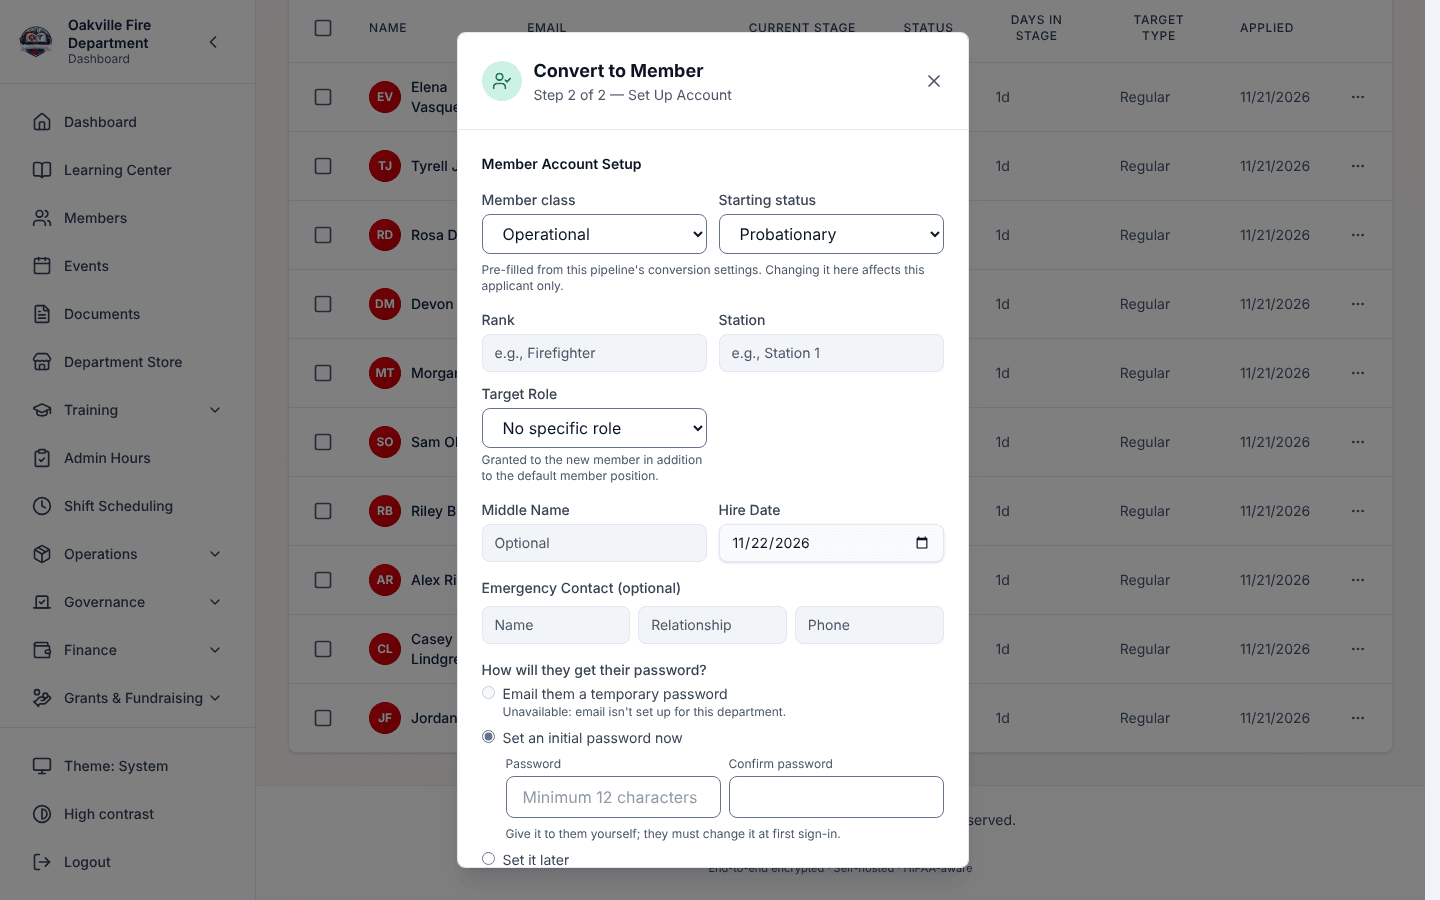 Oakville Fire
Department
Dashboard
Dashboard
Learning Center
Members
Events
Documents
Department Store
Training
Admin Hours
Shift Scheduling
Operations
Governance
Finance
Grants & Fundraising
Theme: System
High contrast
Logout
NAME EMAIL CURRENT STAGE STATUS DAYS IN STAGE TARGET TYPE APPLIED
EV Elena 1d Regular 11/21/2026
TJ Tyrell 1d Regular 11/21/2026
RD Rosa 1d Regular 11/21/2026
DM Devon 1d Regular 11/21/2026
MT 1d Regular 11/21/2026
SO Sam 1d Regular 11/21/2026
RB Riley 1d Regular 11/21/2026
AR Alex 1d Regular 11/21/2026
CL Casey 1d Regular 11/21/2026
JF Jordan 1d Regular 11/21/2026
Convert to Member
Step 2 of 2 — Set Up Account
Member Account Setup
Member class Starting status
Operational Probationary
Pre-filled from this pipeline's conversion settings. Changing it here affects this
applicant only.
Rank Station
e.g., Firefighter e.g., Station 1
Target Role
No specific role
Granted to the new member in addition
to the default member position.
Middle Name Hire Date
Optional 11/22/2026
Emergency Contact (optional)
Name Relationship Phone
How will they get their password?
Email them a temporary password
Unavailable: email isn't set up for this department.
Set an initial password now
Password Confirm password
Minimum 12 characters
Give it to them yourself; they must change it at first sign-in.
Set it later
served.
End-to-end encrypted · Self-hosted · HIPAA-aware